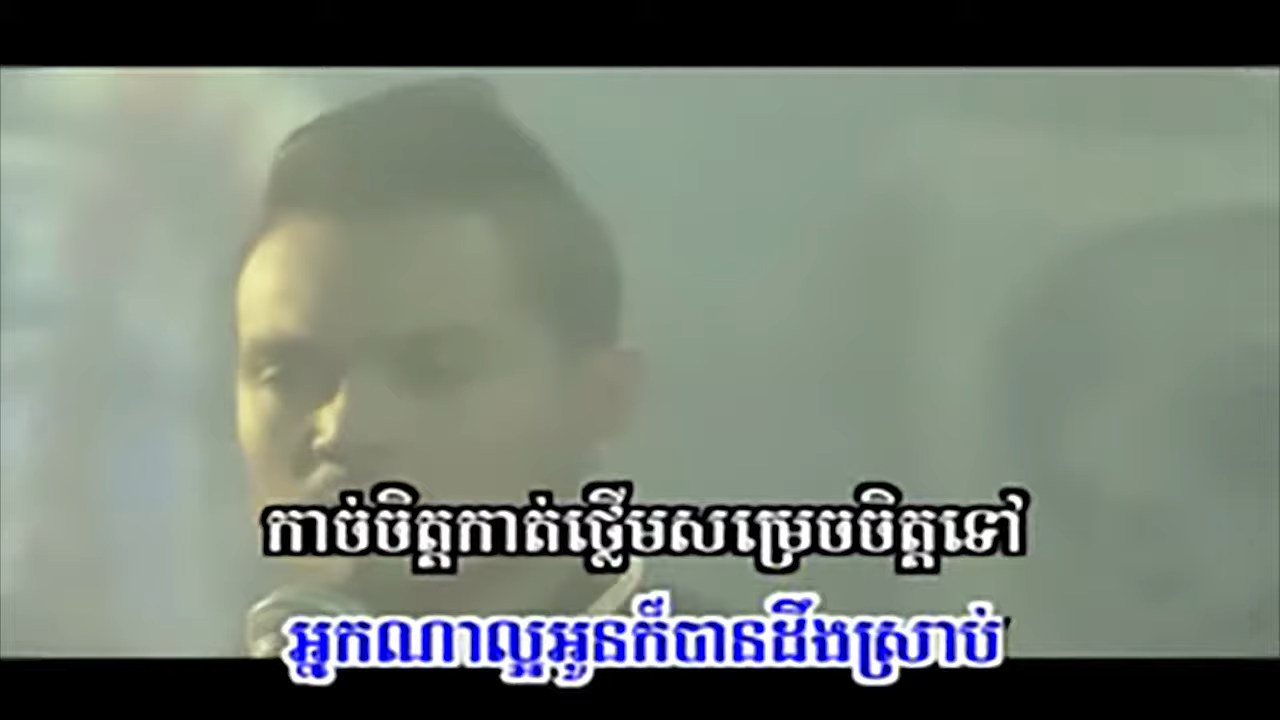 កាច់ចិត្តកាត់ថ្លើមសម្រេចចិត្តទៅ
អ្នកណាល្អអូនក៏បានដឹងស្រាប់